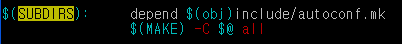 $(SUBDIRS):	depend $(obj)include/autoconf.mk
		$(MAKE) -C $@ all